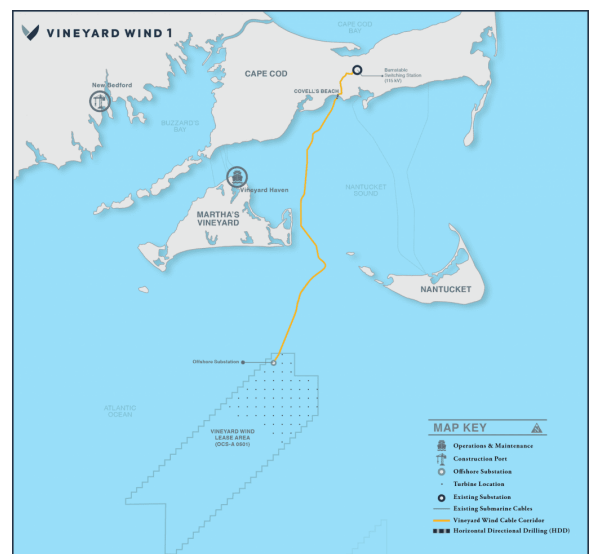 VINEYARD WIND 1
CAPE COD
BAY
CAPE COD
Barnstable
Switching Station
(115 kV)
COVELL'S BEACH
New Bedford
BUZZARD'S
BAY
Vineyard Haven
NANTUCKET
SOUND
MARTHA'S
VINEYARD
NANTUCKET
Offshore Substation
ATLANTIC
OCEAN
VINEYARD WIND
LEASE AREA
(OCS-A 0501)
MAP KEY
Operations & Maintenance
Construction Port
Offshore Substation
Turbine Location
Existing Substation
Existing Submarine Cables
Vineyard Wind Cable Corridor
Horizontal Directional Drilling (HDD)